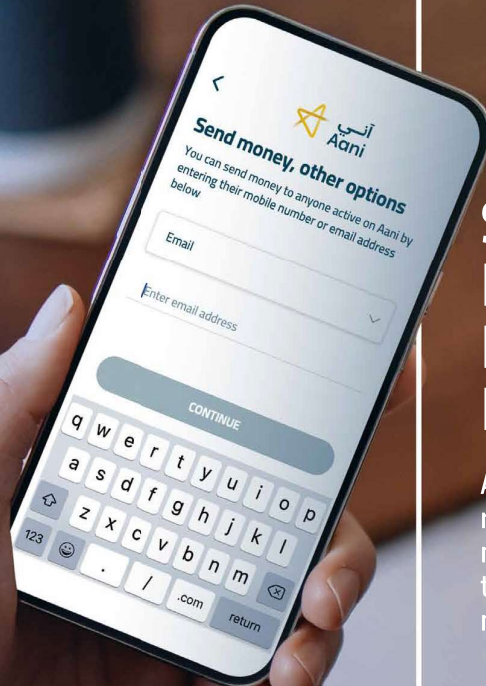 آني
Aani
Send money, other options
You can send money to anyone active on Aani by
entering their mobile number or email address
below
Email
Enter email address
CONTINUE
q w e r t y u i o p
a s d f g h j k l
z x c v b n m
123 . / .com return